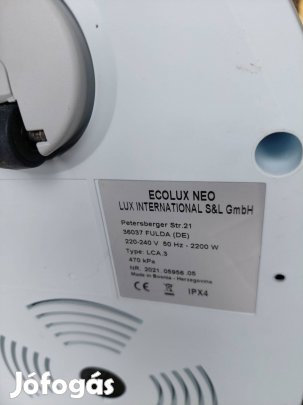 ECOLUX NEO
LUX INTERNATIONAL S&L GmbH
Petersberger Str.21
36037 FULDA (DE)
220-240 V 50 Hz - 2200 W
Type: LCA.3
470 kPa
NR. 2021.05956.05
Made in Bosnia - Herzegovina
CE IPX4
Jófogás